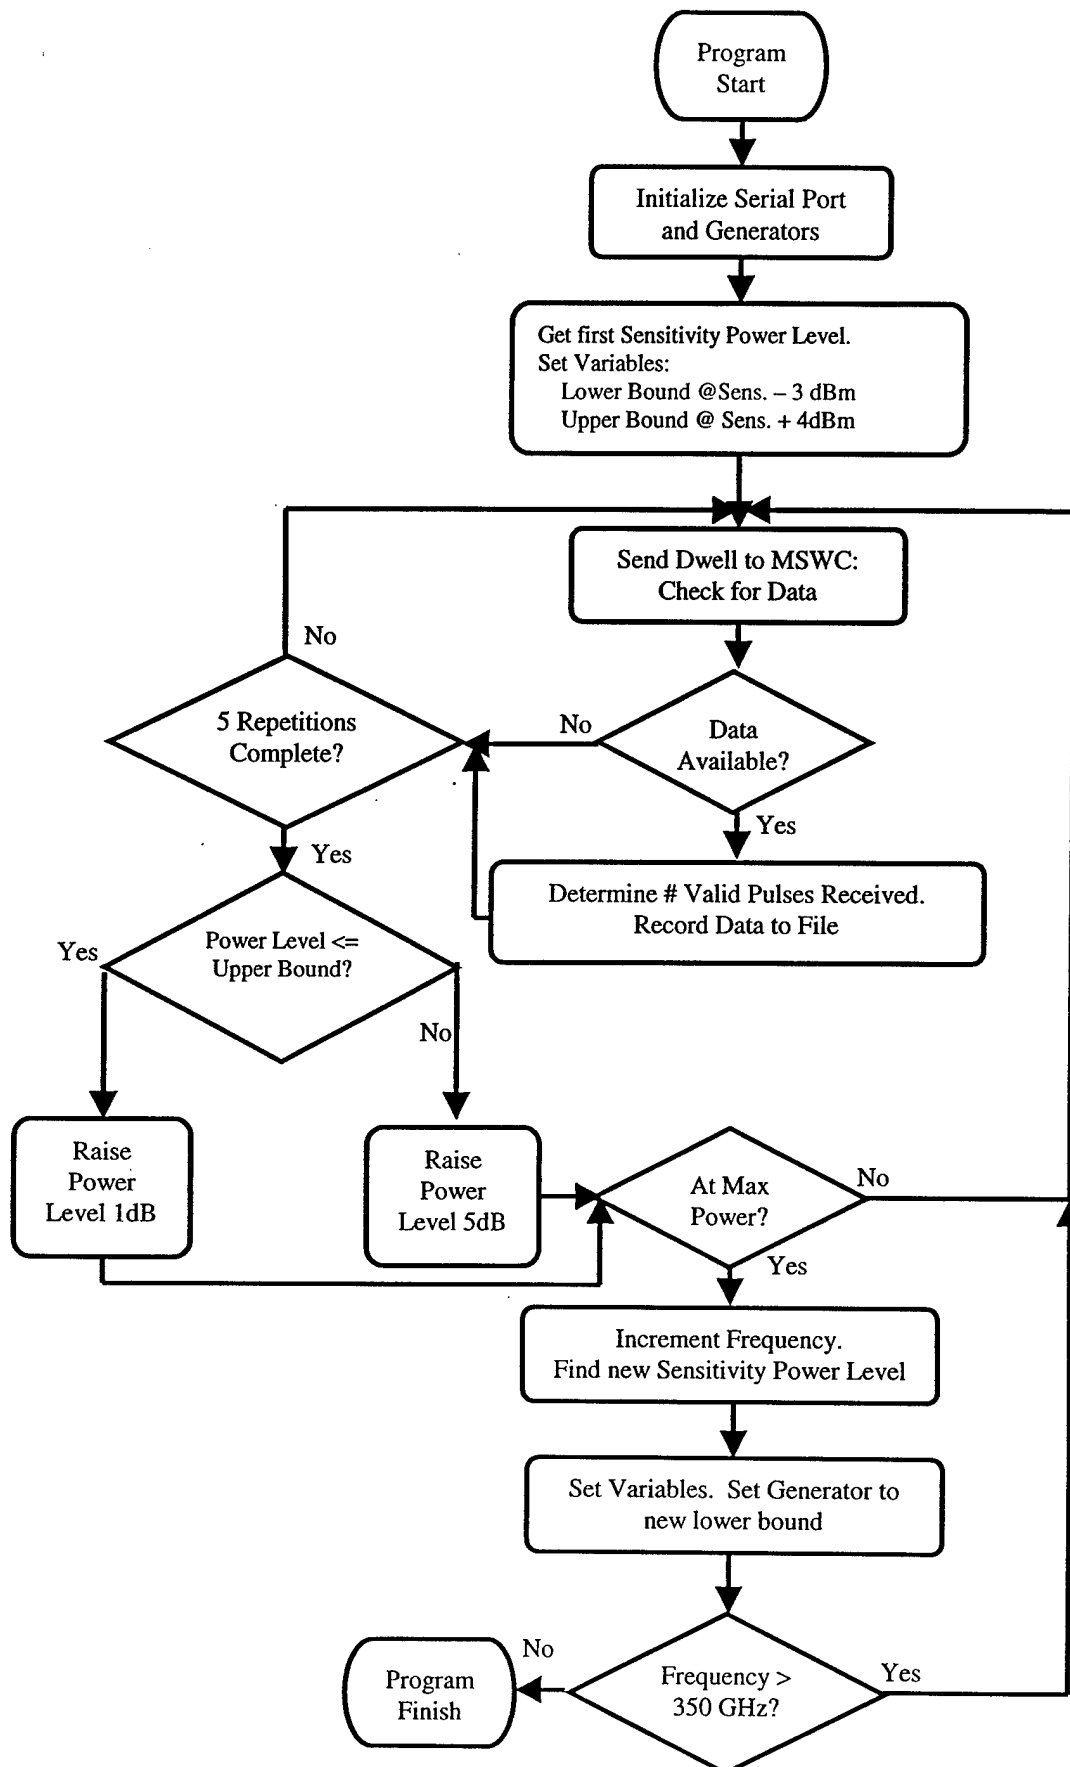 Program
Start
Initialize Serial Port
and Generators
Get first Sensitivity Power Level.
Set Variables:
Lower Bound @Sens. – 3 dBm
Upper Bound @ Sens. + 4dBm
Send Dwell to MSWC:
Check for Data
No
5 Repetitions
Complete?
No
Data
Available?
Yes
Yes
Determine # Valid Pulses Received.
Record Data to File
Yes
Power Level <=
Upper Bound?
No
Raise
Power
Level 1dB
Raise
Power
Level 5dB
At Max
Power?
No
Yes
Increment Frequency.
Find new Sensitivity Power Level
Set Variables. Set Generator to
new lower bound
No
Program
Finish
Frequency >
350 GHz?
Yes